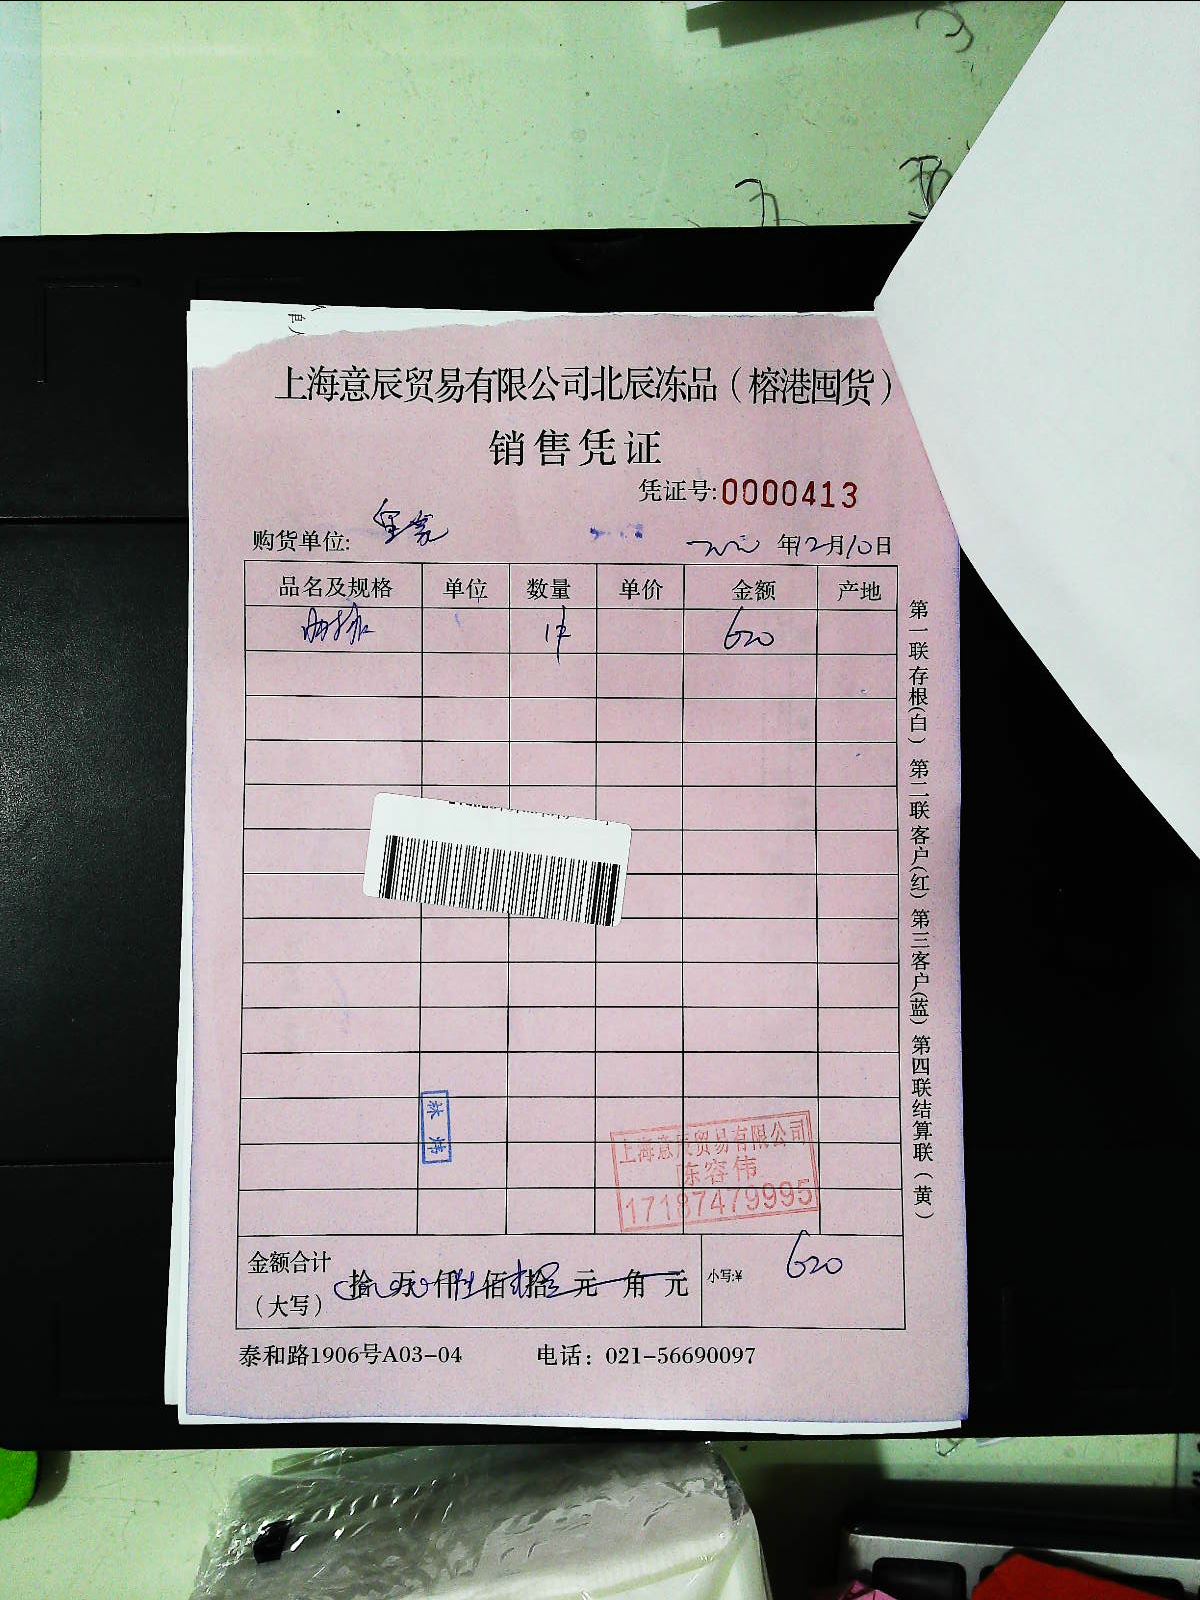 上海意辰贸易有限公司北辰冻品（榕港囤货）
销售凭证
凭证号:0000413
购货单位:
年12月10日
品名及规格 单位 数量 单价 金额 产地
1件 620
第一联存根(白) 第二联客户(红) 第三客户(蓝) 第四联结算联(黄)
林炜
上海意辰贸易有限公司
陈容伟
17187479995
金额合计
（大写）
拾 万 仟 佰 拾 元 角 元
小写:¥ 620
泰和路1906号A03-04 电话：021-56690097